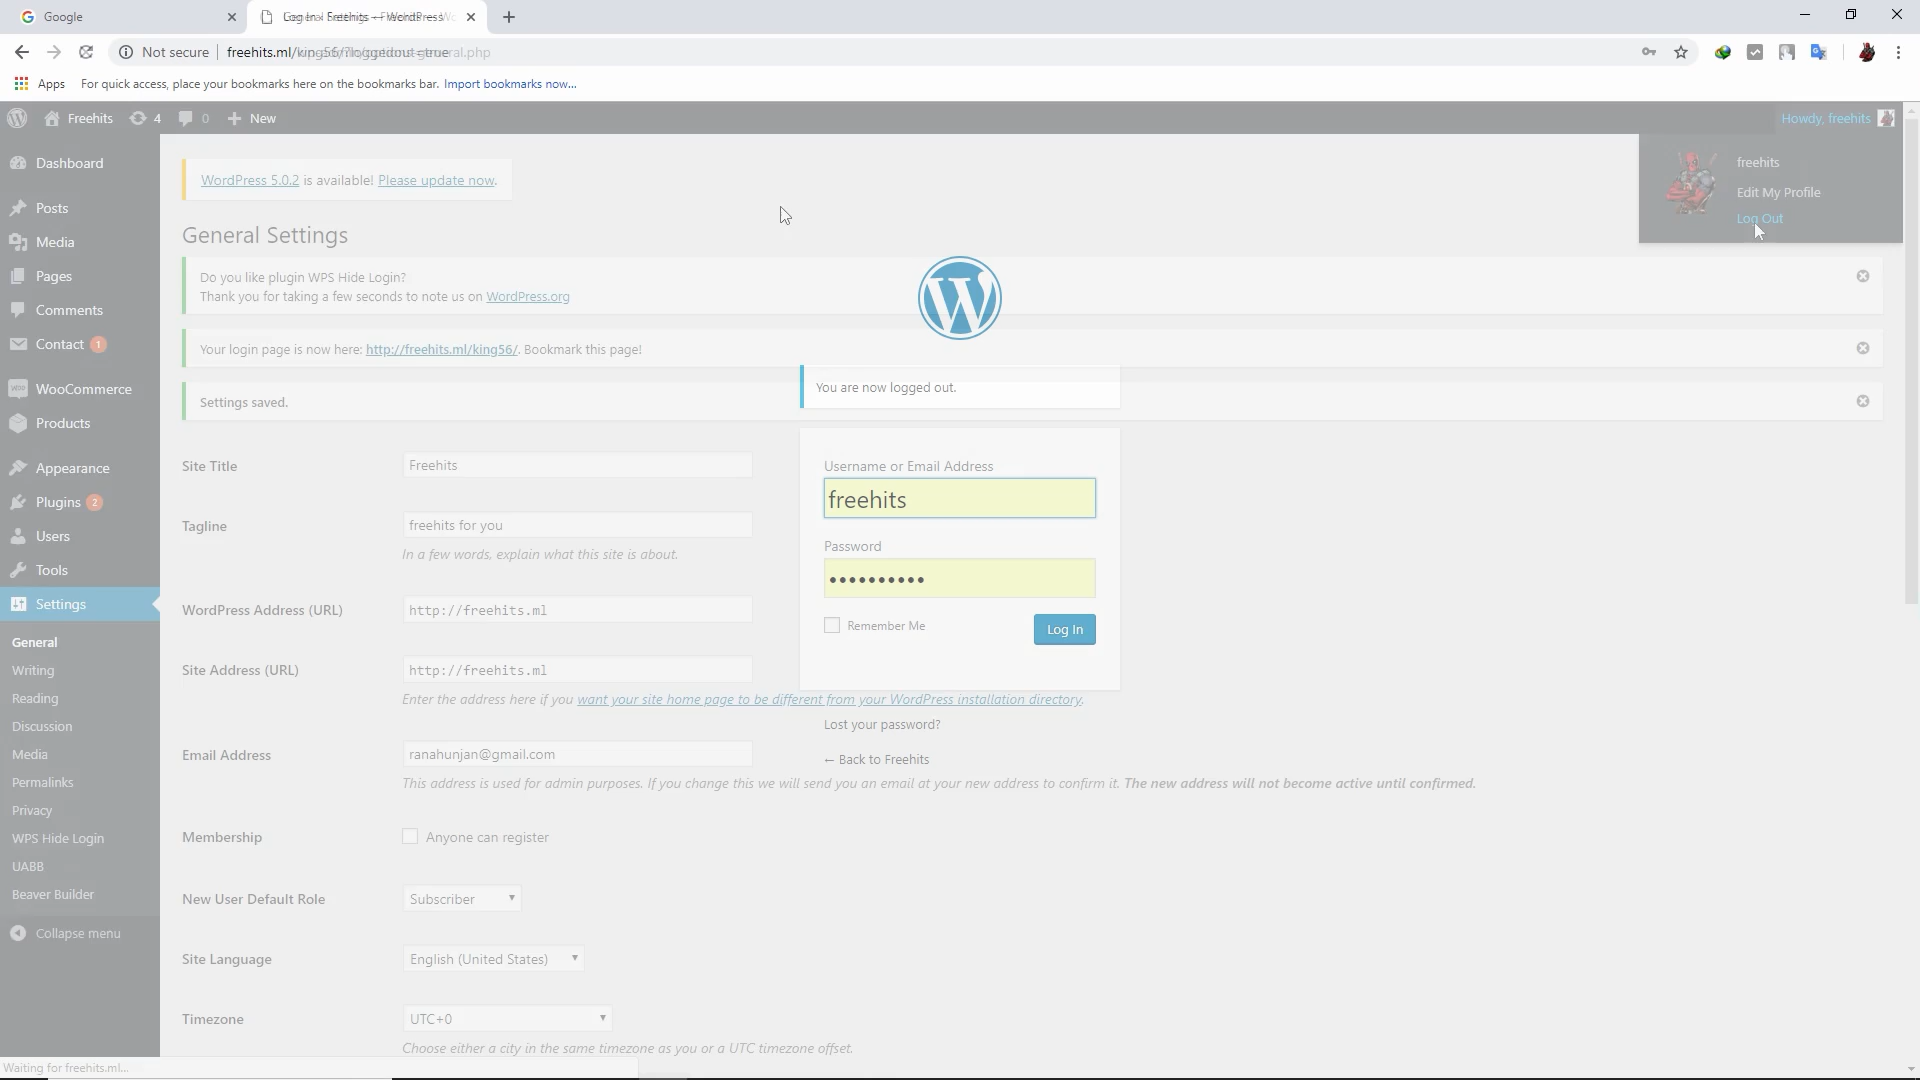 Google
Not secure
freehits.ml/
Apps
For quick access, place your bookmarks here on the bookmarks bar.
Import bookmarks now...
Freehits
4
0
New
Howdy, freehits
freehits
Edit My Profile
Log Out
Dashboard
Posts
Media
Pages
Comments
Contact 1
WooCommerce
Products
Appearance
Plugins 2
Users
Tools
Settings
General
Writing
Reading
Discussion
Media
Permalinks
Privacy
WPS Hide Login
UABB
Beaver Builder
Collapse menu
WordPress 5.0.2 is available! Please update now.
General Settings
Do you like plugin WPS Hide Login?
Thank you for taking a few seconds to note us on WordPress.org
Your login page is now here: http://freehits.ml/king56/. Bookmark this page!
Settings saved.
Site Title
Freehits
Tagline
freehits for you
In a few words, explain what this site is about.
WordPress Address (URL)
http://freehits.ml
Site Address (URL)
http://freehits.ml
Enter the address here if you want your site home page to be different from your WordPress installation directory.
Email Address
ranahunjan@gmail.com
This address is used for admin purposes. If you change this we will send you an email at your new address to confirm it. The new address will not become active until confirmed.
Membership
Anyone can register
New User Default Role
Subscriber
Site Language
English (United States)
Timezone
UTC+0
Choose either a city in the same timezone as you or a UTC timezone offset.
You are now logged out.
Username or Email Address
freehits
Password
Remember Me
Log In
Lost your password?
← Back to Freehits
Waiting for freehits.ml...